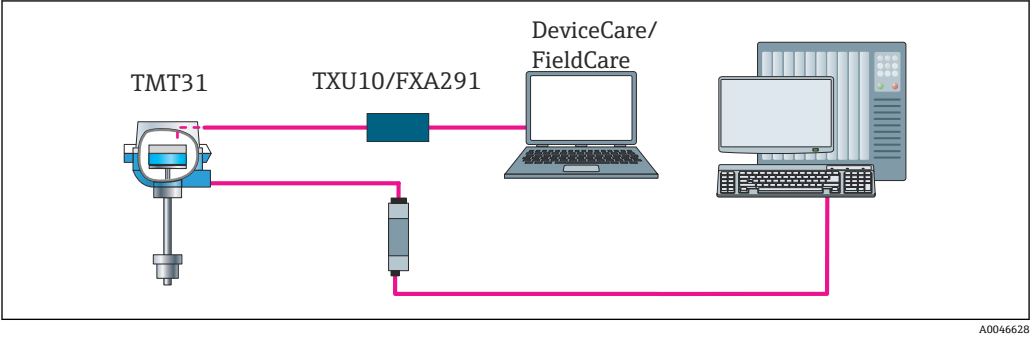 DeviceCare/
FieldCare
TMT31
TXU10/FXA291
A0046628